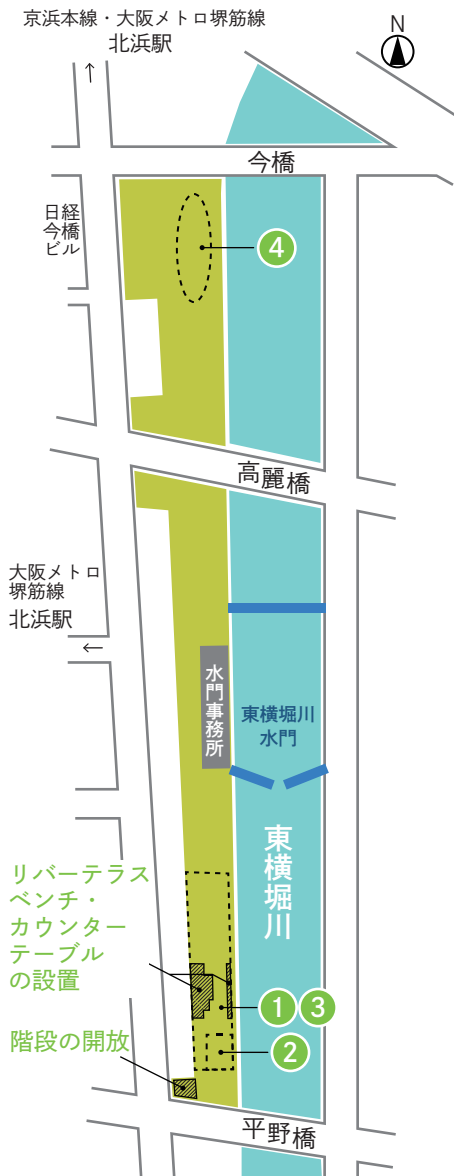 京浜本線・大阪メトロ堺筋線
北浜駅
↑
N
今橋
日経
今橋
ビル
4
高麗橋
大阪メトロ
堺筋線
北浜駅
←
水門事務所
東横堀川
水門
東横堀川
リバーテラス
ベンチ・
カウンター
テーブル
の設置
1 3
階段の開放
2
平野橋